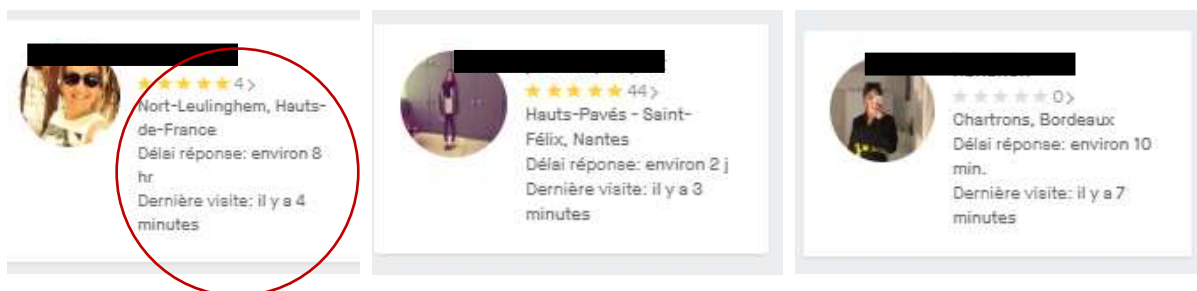 4 >
Nort-Leulinghem, Hauts-
de-France
Délai réponse: environ 8
hr
Dernière visite: il y a 4
minutes
44 >
Hauts-Pavés - Saint-
Félix, Nantes
Délai réponse: environ 2 j
Dernière visite: il y a 3
minutes
0 >
Chartrons, Bordeaux
Délai réponse: environ 10
min.
Dernière visite: il y a 7
minutes